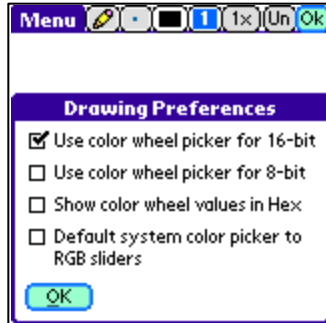 Menu 1 1x Un Ok
Drawing Preferences
Use color wheel picker for 16-bit
Use color wheel picker for 8-bit
Show color wheel values in Hex
Default system color picker to
RGB sliders
OK